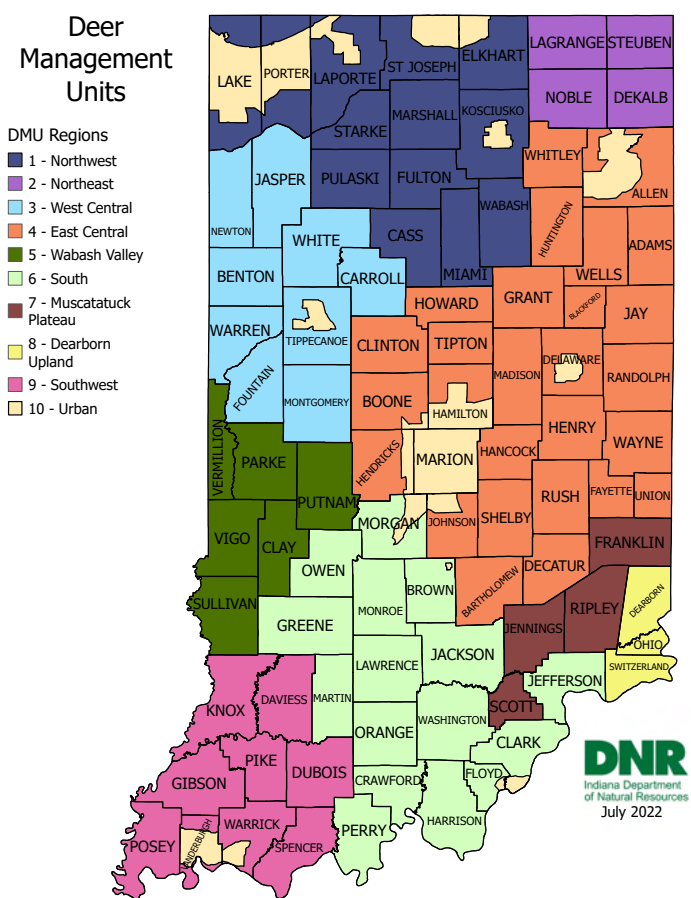 Deer
Management
Units
DMU Regions
1 - Northwest
2 - Northeast
3 - West Central
4 - East Central
5 - Wabash Valley
6 - South
7 - Muscatatuck
Plateau
8 - Dearborn
Upland
9 - Southwest
10 - Urban
LAKE
PORTER
LAPORTE
ST JOSEPH
ELKHART
LAGRANGE
STEUBEN
NOBLE
DEKALB
STARKE
MARSHALL
KOSCIUSKO
WHITLEY
ALLEN
NEWTON
JASPER
PULASKI
FULTON
WABASH
HUNTINGTON
WHITE
CASS
MIAMI
WELLS
ADAMS
BENTON
CARROLL
HOWARD
GRANT
BLACKFORD
JAY
WARREN
TIPPECANOE
CLINTON
TIPTON
MADISON
DELAWARE
RANDOLPH
FOUNTAIN
MONTGOMERY
BOONE
HAMILTON
HENRY
WAYNE
VERMILLION
PARKE
PUTNAM
HENDRICKS
MARION
HANCOCK
RUSH
FAYETTE
UNION
VIGO
CLAY
MORGAN
JOHNSON
SHELBY
FRANKLIN
OWEN
DECATUR
SULLIVAN
GREENE
MONROE
BROWN
BARTHOLOMEW
JENNINGS
RIPLEY
DEARBORN
OHIO
SWITZERLAND
KNOX
DAVIESS
MARTIN
LAWRENCE
JACKSON
JEFFERSON
SCOTT
ORANGE
WASHINGTON
CLARK
GIBSON
PIKE
DUBOIS
CRAWFORD
FLOYD
HARRISON
POSEY
VANDERBURGH
WARRICK
SPENCER
PERRY
DNR
Indiana Department
of Natural Resources
July 2022